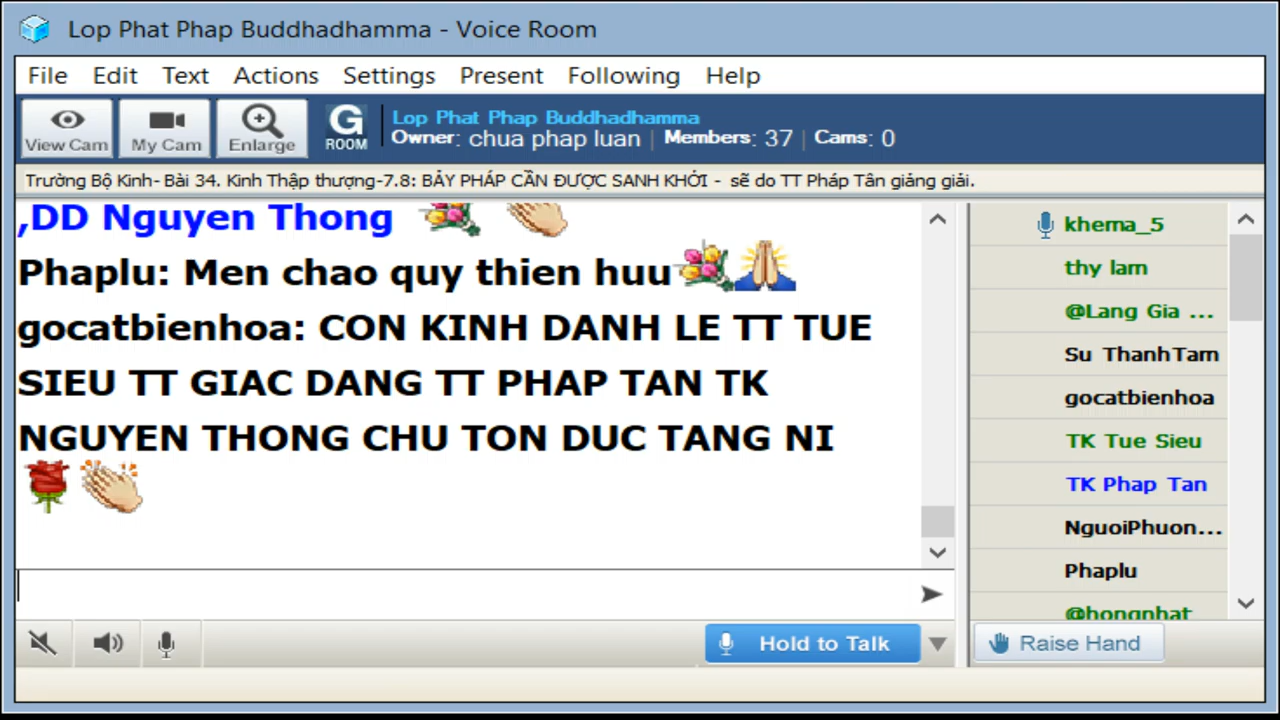 Lop Phat Phap Buddhadhamma - Voice Room
File Edit Text Actions Settings Present Following Help
View Cam My Cam Enlarge G ROOM
Lop Phat Phap Buddhadhamma
Owner: chua phap luan | Members: 37 | Cams: 0
Trường Bộ Kinh- Bài 34. Kinh Thập thượng-7.8: BẢY PHÁP CẦN ĐƯỢC SANH KHỞI - sẽ do TT Pháp Tân giảng giải.
,DD Nguyen Thong
Phaplu: Men chao quy thien huu
gocatbienhoa: CON KINH DANH LE TT TUE
SIEU TT GIAC DANG TT PHAP TAN TK
NGUYEN THONG CHU TON DUC TANG NI
khema_5
thy lam
@Lang Gia ...
Su ThanhTam
gocatbienhoa
TK Tue Sieu
TK Phap Tan
NguoiPhuon...
Phaplu
@hongnhat
Hold to Talk
Raise Hand